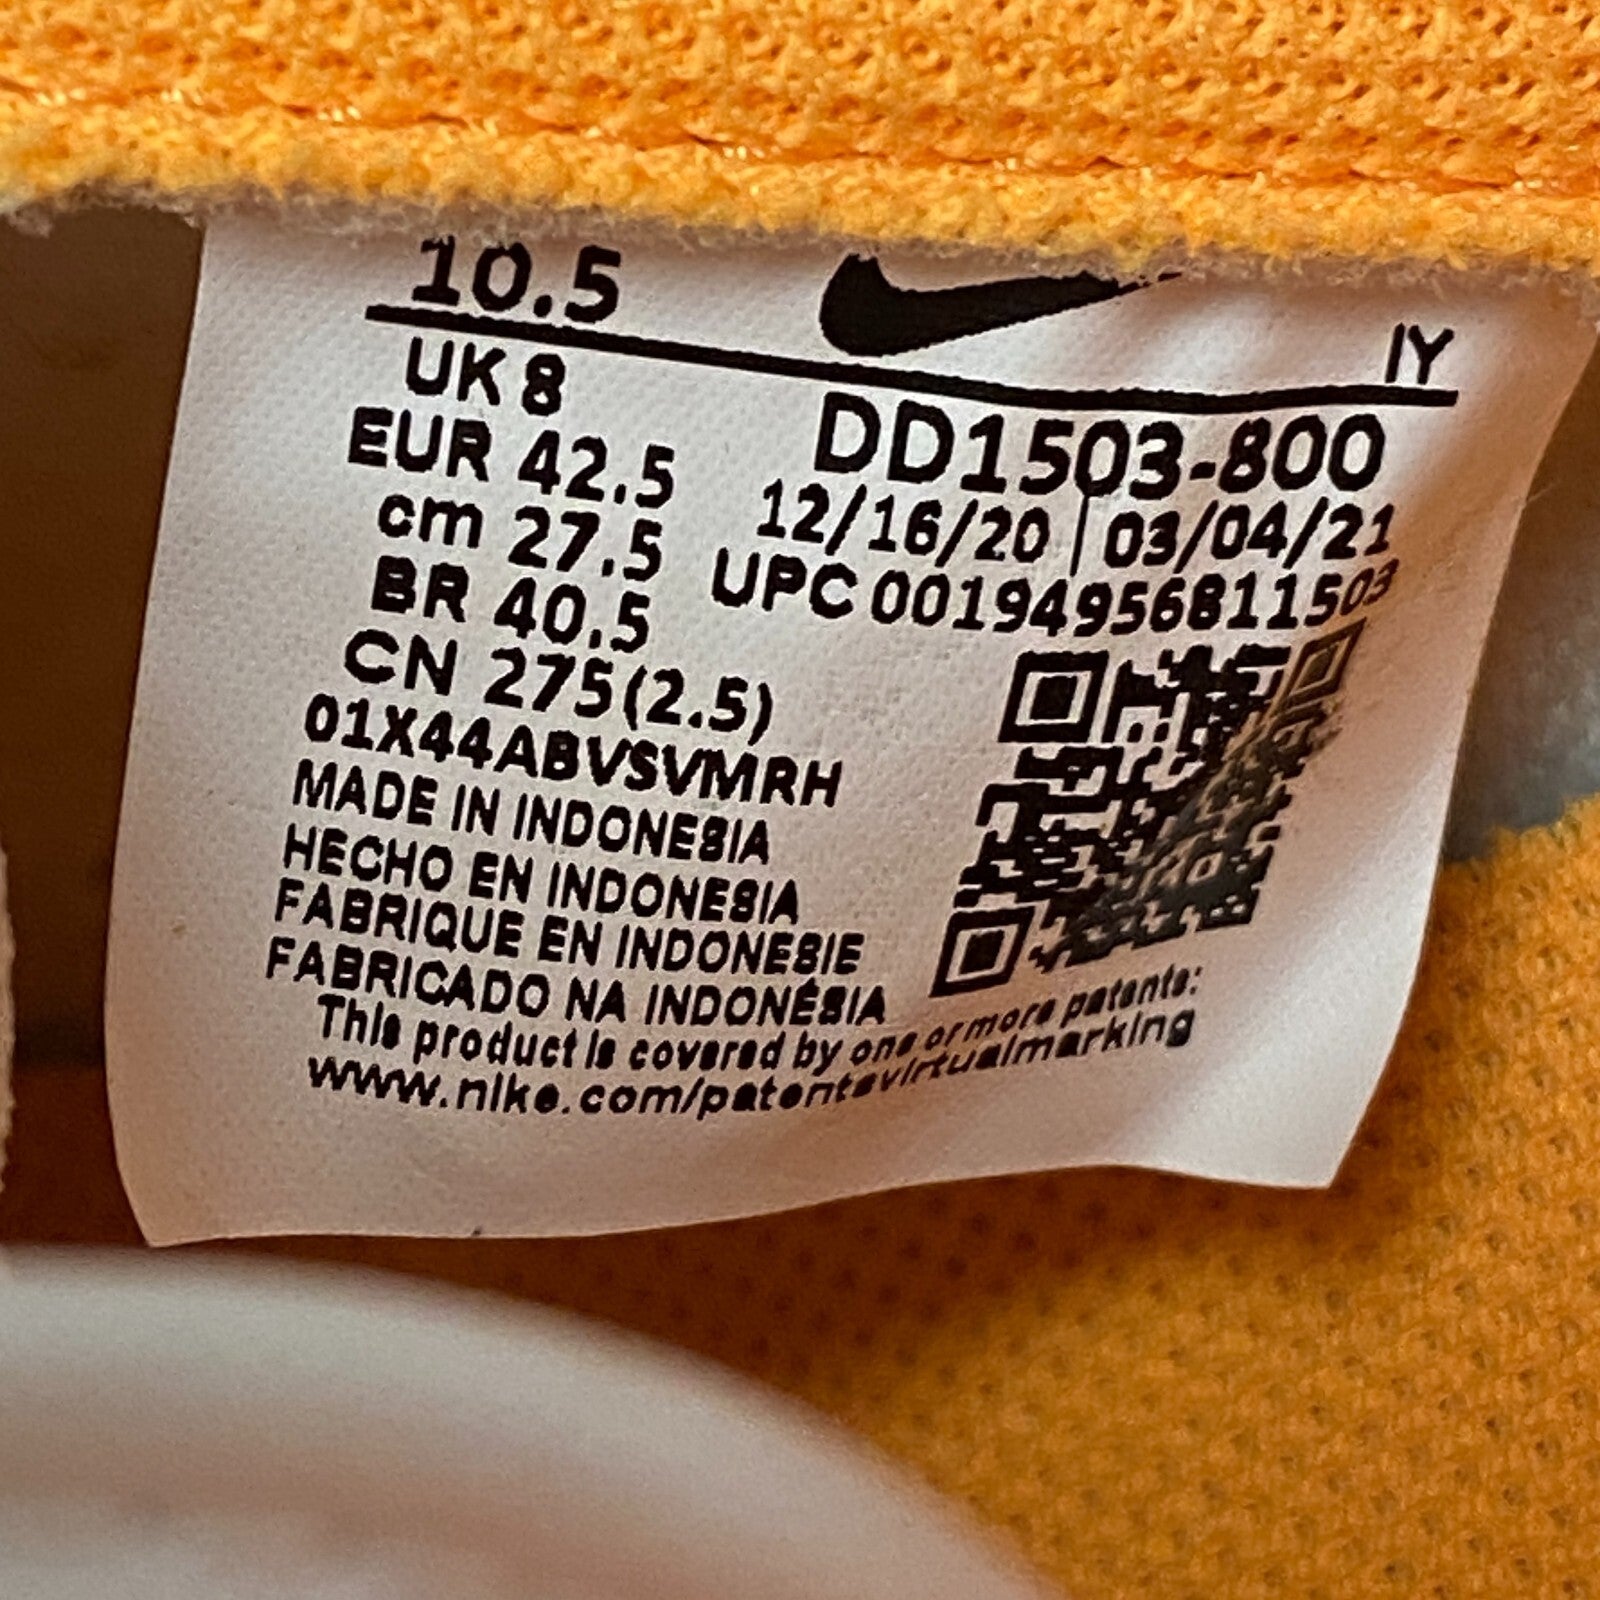 10.5
IY
UK 8
DD1503-800
EUR 42.5
12/16/20 | 03/04/21
cm 27.5
UPC 00194956811503
BR 40.5
CN 275(2.5)
01X44ABVSVMRH
MADE IN INDONESIA
HECHO EN INDONESIA
FABRIQUE EN INDONESIE
FABRICADO NA INDONÉSIA
This product is covered by one or more patents:
www.nike.com/patentsvirtualmarking